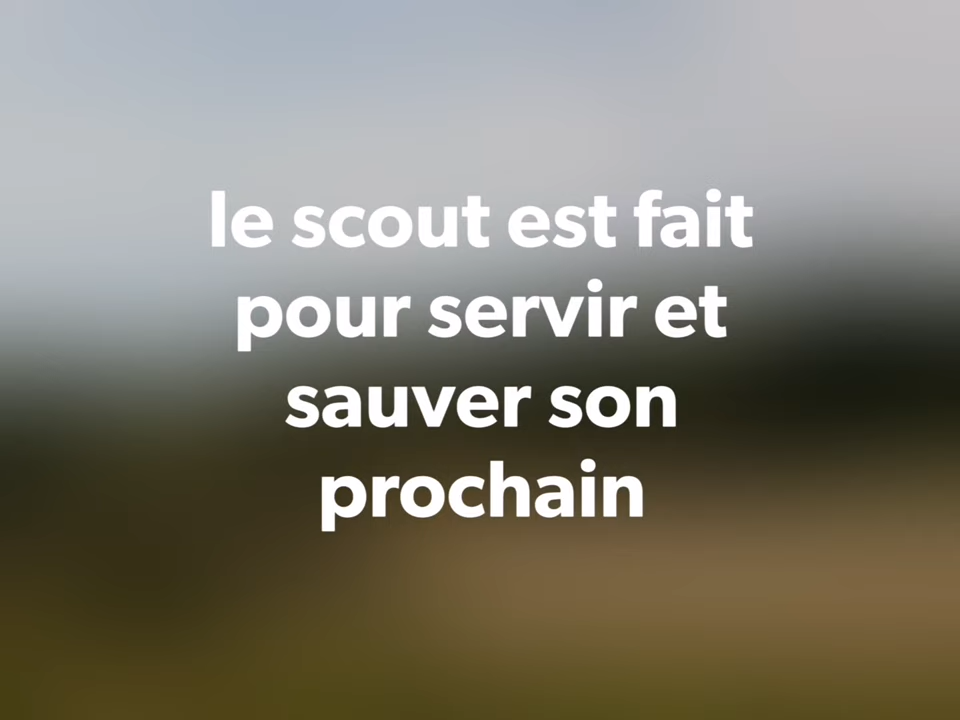 le scout est fait
pour servir et
sauver son
prochain